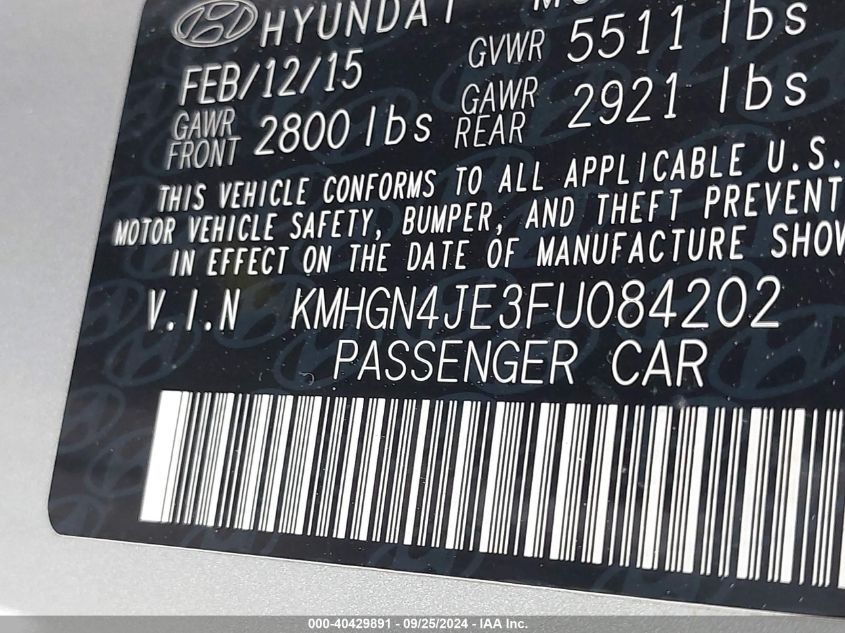 HYUNDAI
FEB/12/15 GVWR 5511 lbs
GAWR FRONT 2800 lbs GAWR REAR 2921 lbs
THIS VEHICLE CONFORMS TO ALL APPLICABLE U.S.
MOTOR VEHICLE SAFETY, BUMPER, AND THEFT PREVENT
IN EFFECT ON THE DATE OF MANUFACTURE SHOW
V.I.N KMHGN4JE3FU084202
PASSENGER CAR
000-40429891 - 09/25/2024 - IAA Inc.